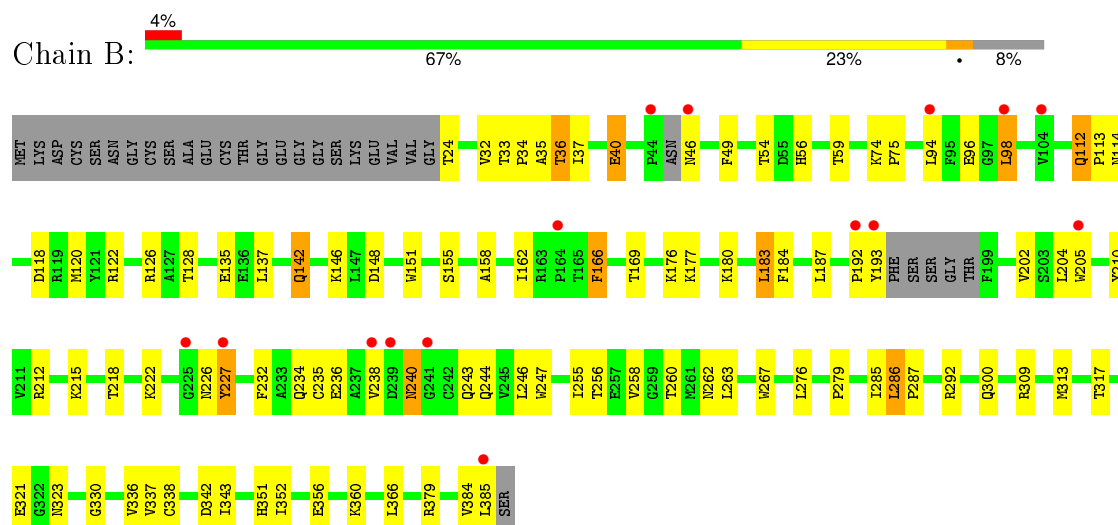 4%
Chain B:
67% 23% • 8%
MET LYS ASP CYS SER ASN GLY CYS SER ALA GLU CYS THR GLY GLU GLY GLY SER LYS GLU VAL VAL GLY T24 V32 T33 P34 A35 T36 I37 E40 P44 ASN N46 F49 T54 D55 H56 T59 K74 P75 L94 F95 E96 G97 L98 V104 Q112 P113 N114
D118 R119 M120 Y121 R122 R126 A127 T128 E135 E136 L137 Q142 K146 L147 D148 W151 S155 A158 I162 R163 P164 T165 F166 T169 K176 K177 K180 L183 F184 L187 P192 Y193 PHE SER SER GLY THR F199 V202 S203 L204 W205 Y210
V211 R212 K215 T218 K222 G225 N226 Y227 F232 A233 Q234 C235 E236 A237 V238 D239 N240 G241 C242 Q243 Q244 V245 L246 W247 I255 T256 E257 V258 G259 T260 M261 N262 L263 W267 L276 P279 I285 L286 P287 R292 Q300 R309 M313 T317
E321 G322 N323 G330 V336 V337 C338 D342 I343 H351 I352 E356 K360 L366 R379 V384 L385 SER